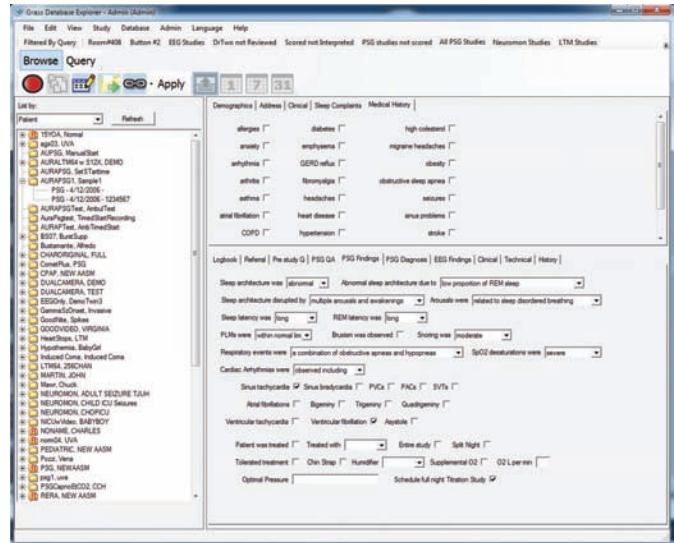 Grass Database Explorer - Admin (Admin)
File Edit View Study Database Admin Language Help
Filtered By Query Room#408 Button #2 EEG Studies DrTwo not Reviewed Scored not Interpreted PSG studies not scored All PSG Studies Neuromon Studies LTM Studies
Browse Query
Apply 1 7 31
List by:
Patient Refresh
15YOA, Normal
aga03, UVA
AUPSG, ManualStart
AURALTM64 w S12X, DEMO
AURAPSG, SetSTartime
AURAPSG1, Sample1
PSG - 4/12/2006 -
PSG - 4/12/2006 - 1234567
AURAPSGTest, AmbulTest
AuraPsgtest, TimedStartRecording
AURAPTest, AmbTimedStart
BS07, BurstSupp
Bustamante, Alfredo
CHARDRIGINAL, FULL
CometPlus, PSG
CPAP, NEW AASM
DUALCAMERA, DEMO
DUALCAMERA, TEST
EEGOnly, DemoTwin3
GammaSzOnset, Invasive
GoodNite, Spikes
GOODVIDEO, VIRGINIA
HeartStops, LTM
Hypothermia, BabyGirl
Induced Coma, Induced Coma
LTM64, 256CHAN
MARTIN, JOHN
Mawr, Chuck
NEUROMON, ADULT SEIZURE TJUH
NEUROMON, CHILD ICU Seizures
NEUROMON, CHOPICU
NICUwVideo, BABYBOY
NONAME, CHARLES
norm04, UVA
PEDIATRIC, NEW AASM
Pozzi, Vena
PSG, NEWAASM
psg1, uva
PSGCapnoBtCO2, CCH
RERA, NEW AASM
Demographics Address Clinical Sleep Complaints Medical History
allergies diabetes high colesterol
anxiety emphysema migraine headaches
arrhythmia GERD reflux obesity
arthritis fibromyalgia obstructive sleep apnea
asthma headaches seizures
atrial fibrillation heart disease sinus problems
COPD hypertension stroke
Logbook Referral Pre study Q PSG QA PSG Findings PSG Diagnoses EEG Findings Clinical Technical History
Sleep architecture was abnormal Abnormal sleep architecture due to low proportion of REM sleep
Sleep architecture disrupted by multiple arousals and awakenings Arousals were related to sleep disordered breathing
Sleep latency was long REM latency was long
PLMs were within normal lim Bruxism was observed Snoring was moderate
Respiratory events were a combination of obstructive apneas and hypopneas SpO2 desaturations were severe
Cardiac Arrhythmias were observed including
Sinus tachycardia Sinus bradycardia PVCs PACs SVTs
Atrial fibrillations Bigeminy Trigeminy Quadrigeminy
Ventricular tachycardia Ventricular fibrillation Asystole
Patient was treated Treated with Entire study Split Night
Tolerated treatment Chin Strap Humidifier Supplemental O2 O2 L per min
Optimal Pressure Schedule full night Titration Study